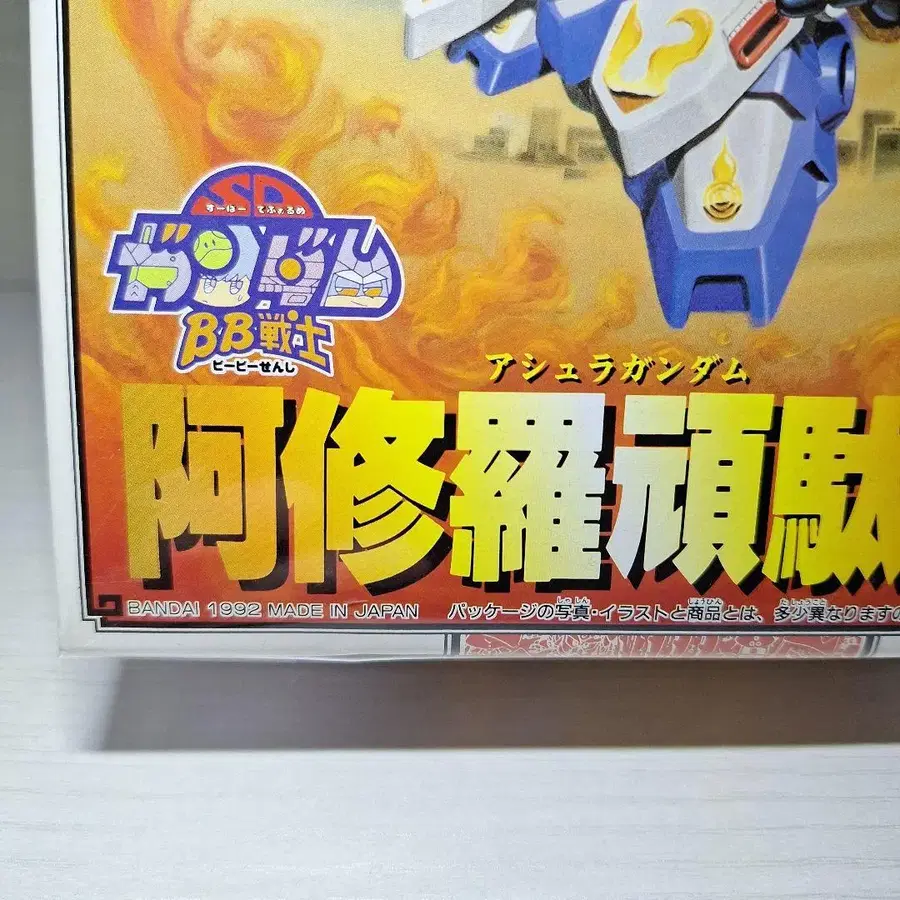 SD
すーぱー でふぉるめ
ガンダム
BB戦士
ビービーせんし
アシュラガンダム
阿修羅頑駄
BANDAI 1992 MADE IN JAPAN パッケージの写真・イラストと商品とは、多少異なりますの